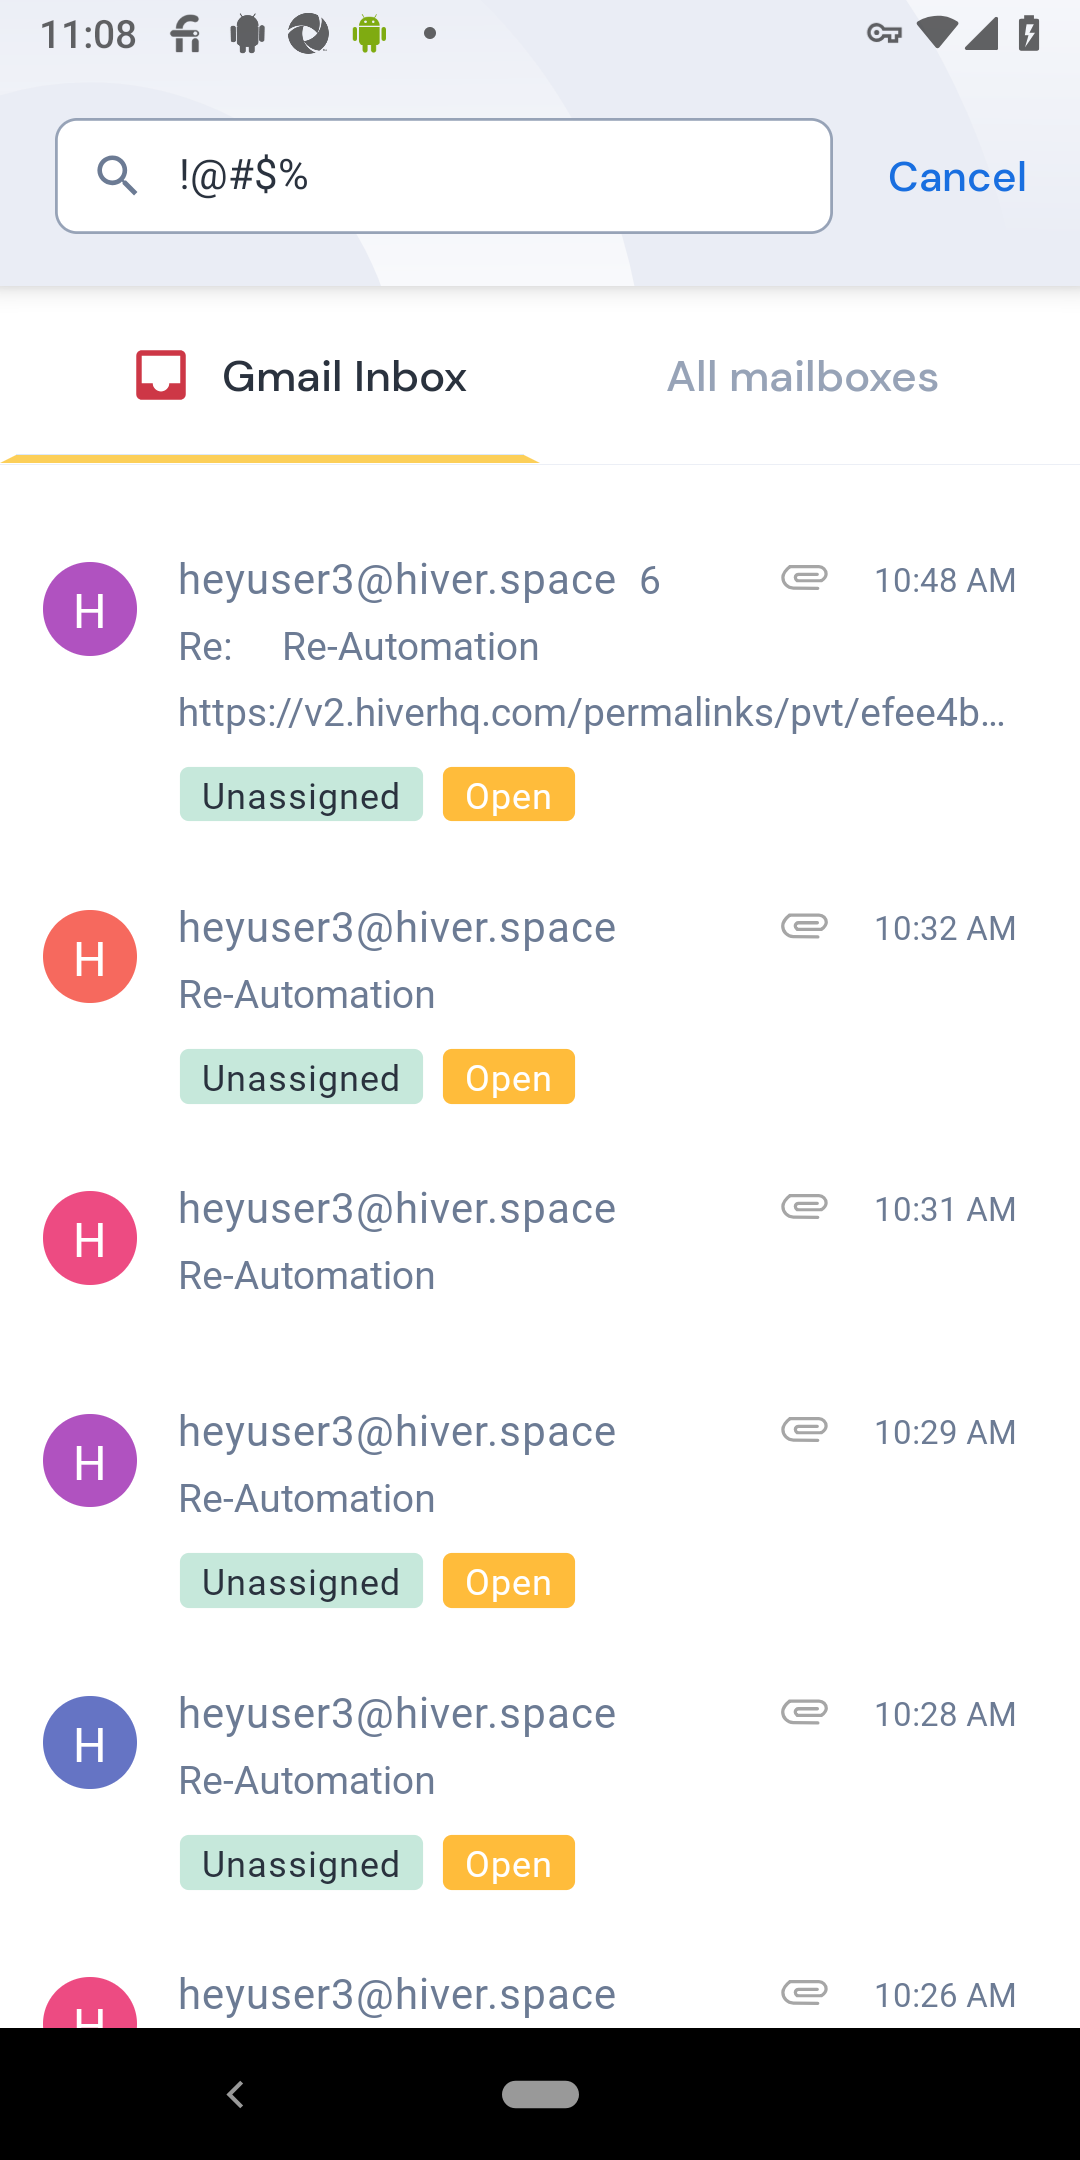 11:08
!@#$%
Cancel
Gmail Inbox
All mailboxes
H
heyuser3@hiver.space 6
10:48 AM
Re: Re-Automation
https://v2.hiverhq.com/permalinks/pvt/efee4b...
Unassigned
Open
H
heyuser3@hiver.space
10:32 AM
Re-Automation
Unassigned
Open
H
heyuser3@hiver.space
10:31 AM
Re-Automation
H
heyuser3@hiver.space
10:29 AM
Re-Automation
Unassigned
Open
H
heyuser3@hiver.space
10:28 AM
Re-Automation
Unassigned
Open
H
heyuser3@hiver.space
10:26 AM